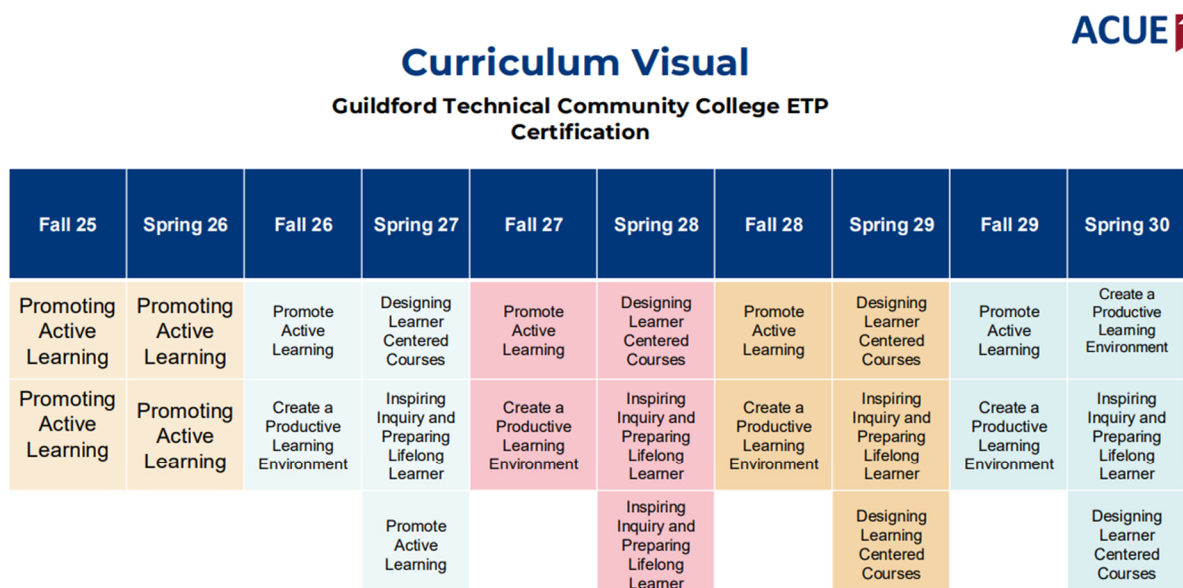 ACUE
Curriculum Visual
Guildford Technical Community College ETP
Certification
Fall 25
Spring 26
Fall 26
Spring 27
Fall 27
Spring 28
Fall 28
Spring 29
Fall 29
Spring 30
Promoting
Active
Learning
Promoting
Active
Learning
Promote
Active
Learning
Designing
Learner
Centered
Courses
Promote
Active
Learning
Designing
Learner
Centered
Courses
Promote
Active
Learning
Designing
Learner
Centered
Courses
Promote
Active
Learning
Create a
Productive
Learning
Environment
Promoting
Active
Learning
Promoting
Active
Learning
Create a
Productive
Learning
Environment
Inspiring
Inquiry and
Preparing
Lifelong
Learner
Create a
Productive
Learning
Environment
Inspiring
Inquiry and
Preparing
Lifelong
Learner
Create a
Productive
Learning
Environment
Inspiring
Inquiry and
Preparing
Lifelong
Learner
Create a
Productive
Learning
Environment
Inspiring
Inquiry and
Preparing
Lifelong
Learner
Promote
Active
Learning
Inspiring
Inquiry and
Preparing
Lifelong
Learner
Designing
Learning
Centered
Courses
Designing
Learner
Centered
Courses